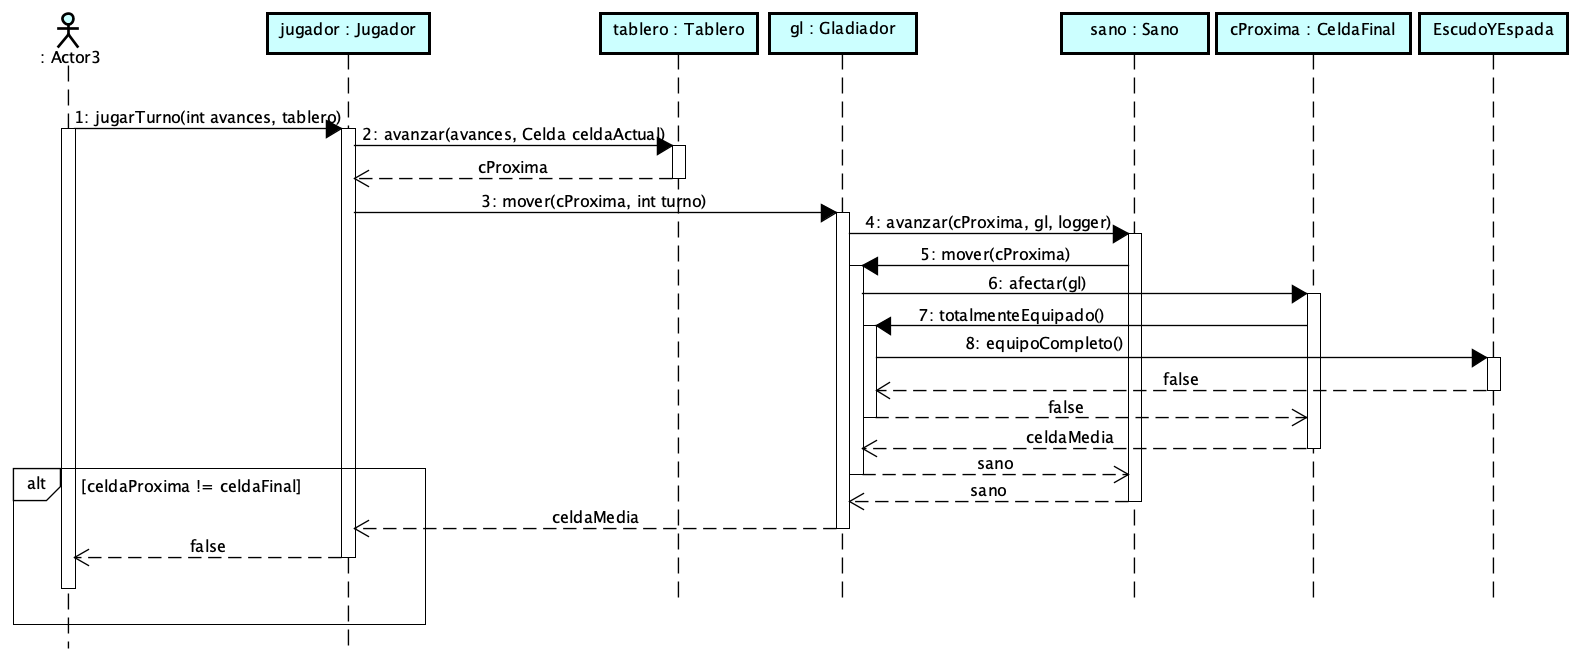 : Actor3
jugador : Jugador
tablero : Tablero
gl : Gladiador
sano : Sano
cProxima : CeldaFinal
EscudoYEspada
1: jugarTurno(int avances, tablero)
2: avanzar(avances, Celda celdaActual)
cProxima
3: mover(cProxima, int turno)
4: avanzar(cProxima, gl, logger)
5: mover(cProxima)
6: afectar(gl)
7: totalmenteEquipado()
8: equipoCompleto()
false
false
celdaMedia
sano
alt
[celdaProxima != celdaFinal]
sano
celdaMedia
false